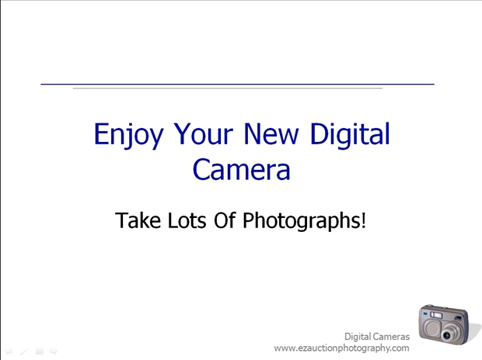 Enjoy Your New Digital
Camera
Take Lots Of Photographs!
Digital Cameras
www.ezauctionphotography.com